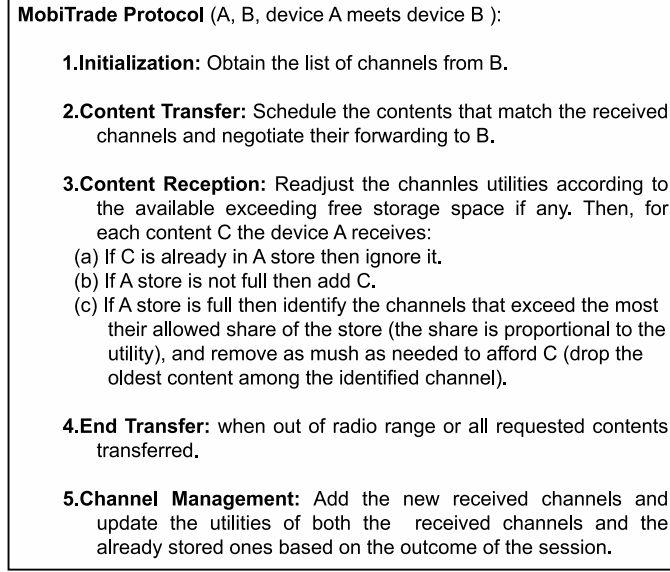 MobiTrade Protocol (A, B, device A meets device B ):
1.Initialization: Obtain the list of channels from B.
2.Content Transfer: Schedule the contents that match the received
channels and negotiate their forwarding to B.
3.Content Reception: Readjust the channles utilities according to
the available exceeding free storage space if any. Then, for
each content C the device A receives:
(a) If C is already in A store then ignore it.
(b) If A store is not full then add C.
(c) If A store is full then identify the channels that exceed the most
their allowed share of the store (the share is proportional to the
utility), and remove as mush as needed to afford C (drop the
oldest content among the identified channel).
4.End Transfer: when out of radio range or all requested contents
transferred.
5.Channel Management: Add the new received channels and
update the utilities of both the received channels and the
already stored ones based on the outcome of the session.